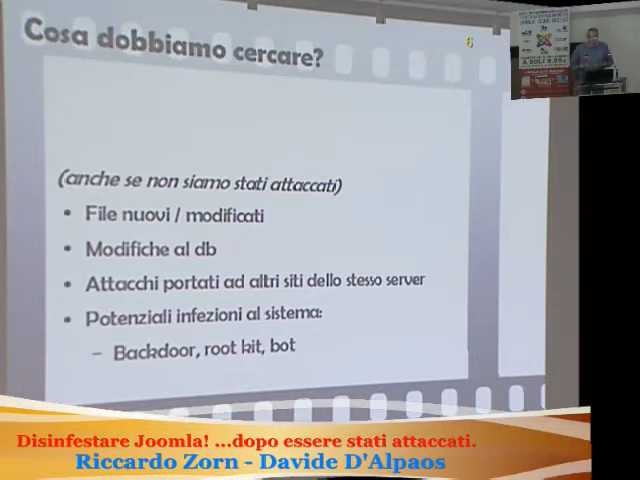 Cosa dobbiamo cercare?
6
(anche se non siamo stati attaccati)
• File nuovi / modificati
• Modifiche al db
• Attacchi portati ad altri siti dello stesso server
• Potenziali infezioni al sistema:
– Backdoor, root kit, bot
Disinfestare Joomla! ...dopo essere stati attaccati.
Riccardo Zorn - Davide D'Alpaos